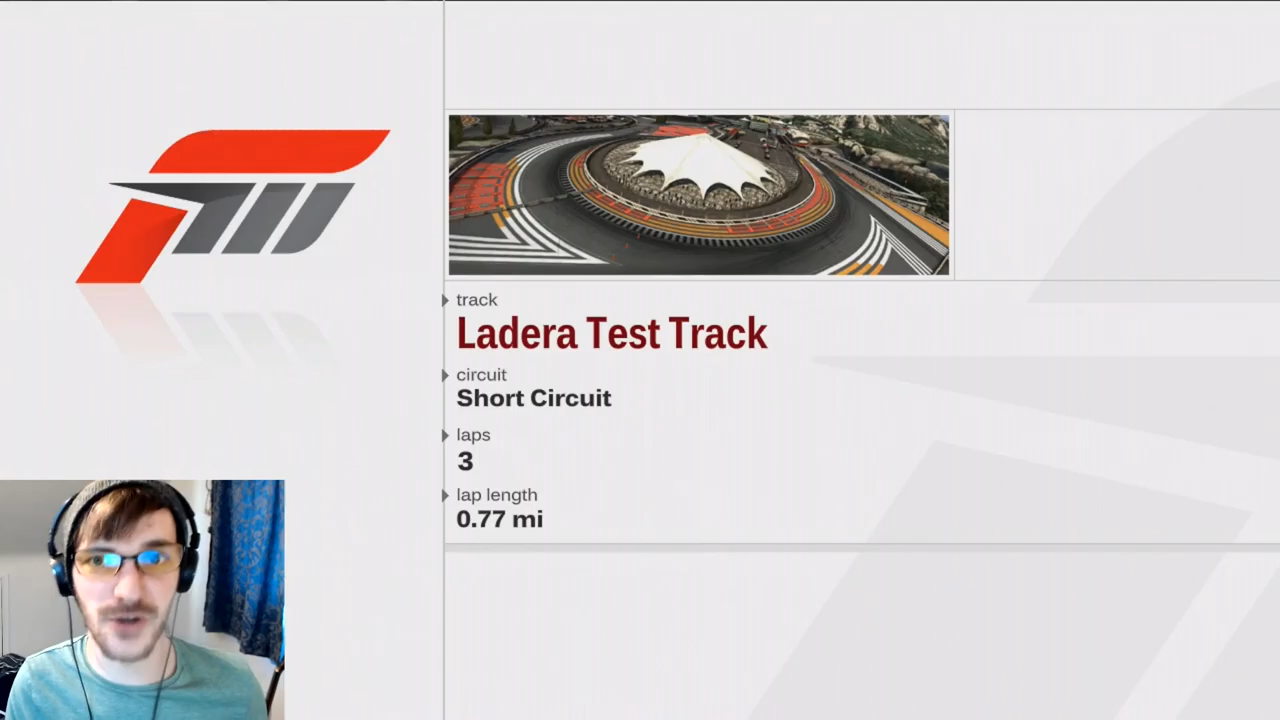 track
Ladera Test Track
circuit
Short Circuit
laps
3
lap length
0.77 mi